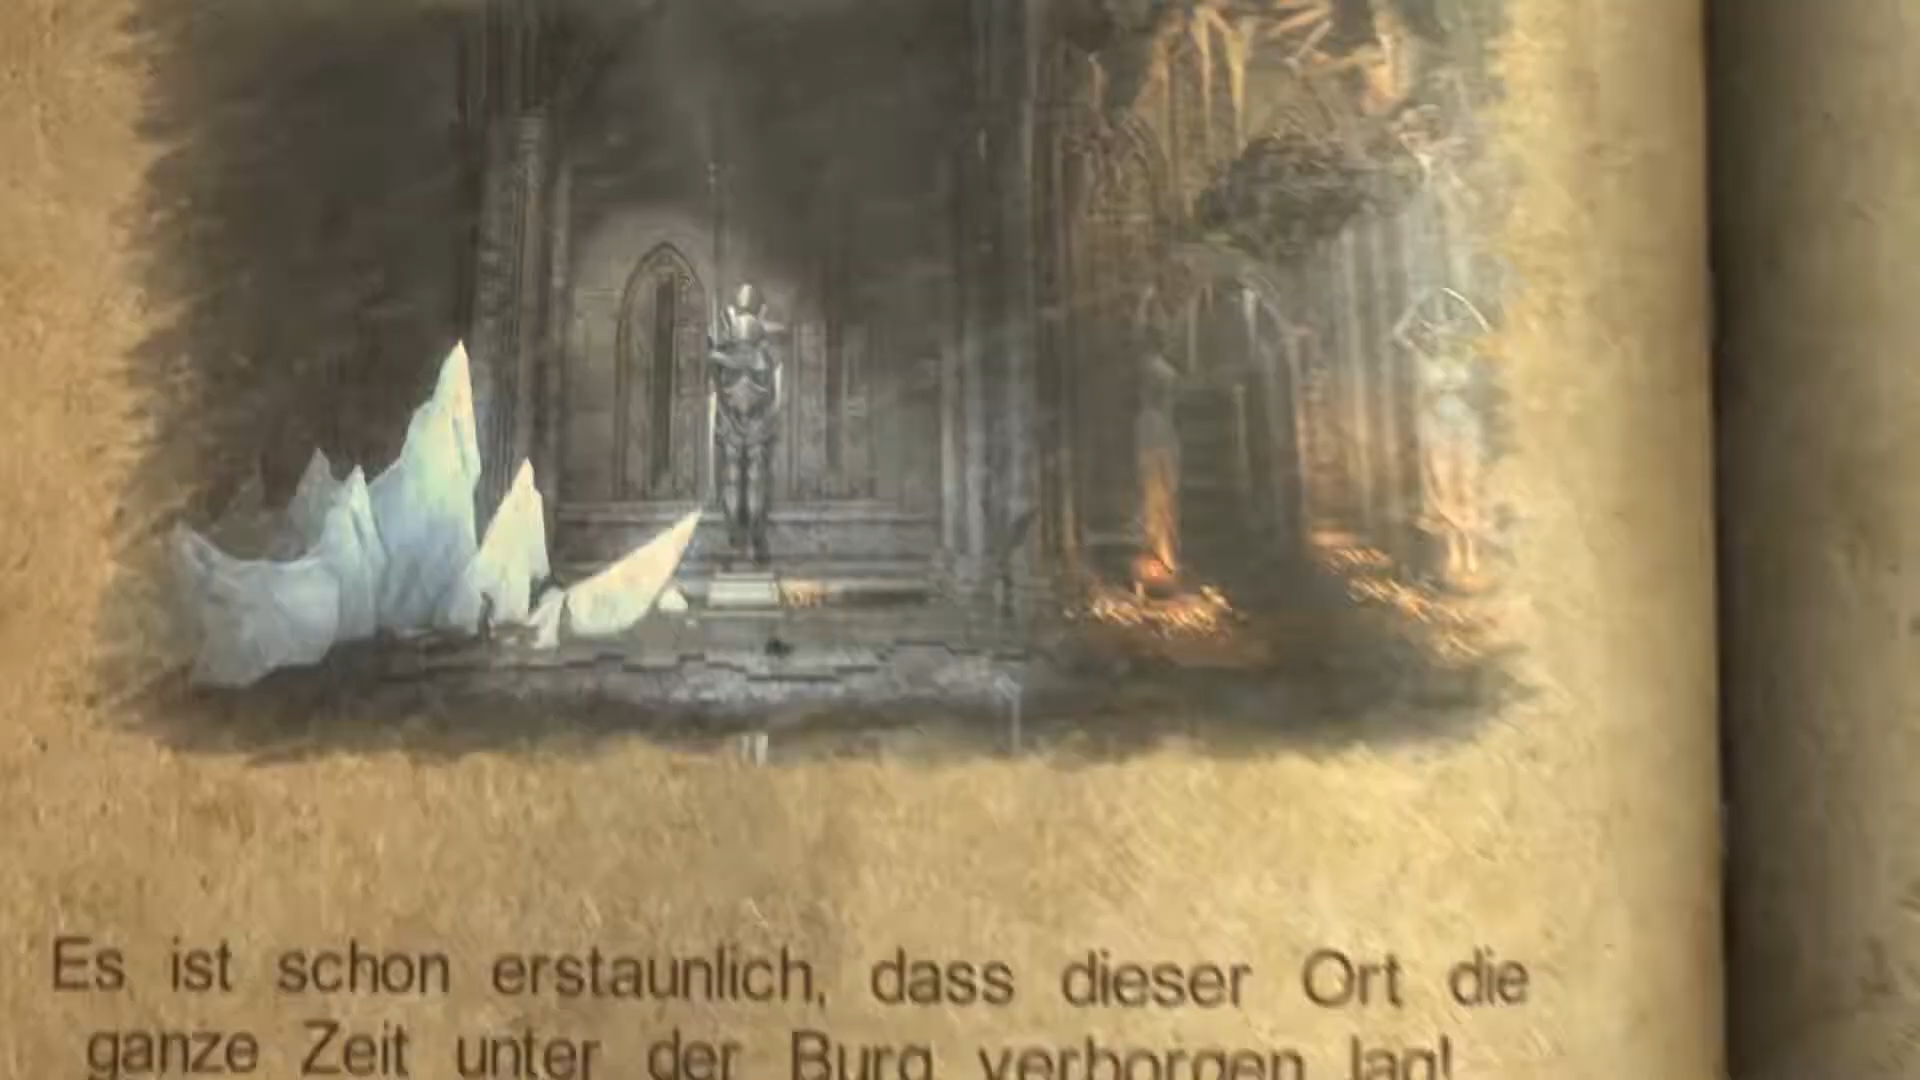 Es ist schon erstaunlich, dass dieser Ort die
ganze Zeit unter der Burg verborgen lag!